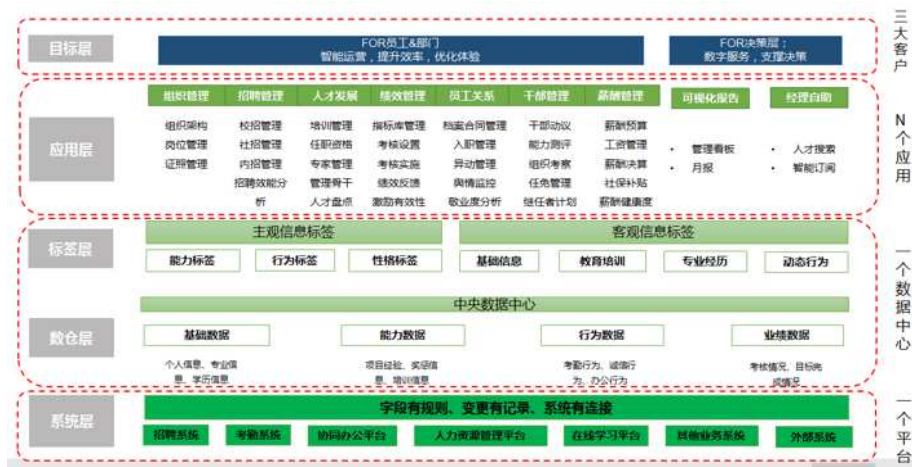 目标层
FOR员工&部门
智能运营，提升效率，优化体验
FOR决策层：
数字服务，支撑决策
三大客户
应用层
组织管理 招聘管理 人才发展 绩效管理 员工关系 干部管理 薪酬管理 可视化报告 经理自助
组织架构 校招管理 培训管理 指标库管理 档案合同管理 干部动议 薪酬预算
岗位管理 社招管理 任职资格 考核设置 入职管理 能力测评 工资管理 • 管理看板 • 人才搜索
证照管理 内招管理 专家管理 考核实施 异动管理 组织考察 薪酬决算 • 月报 • 智能订阅
招聘效能分 管理骨干 绩效反馈 舆情监控 任免管理 社保补贴
析 人才盘点 激励有效性 敬业度分析 继任者计划 薪酬健康度
N个应用
标签层
主观信息标签 客观信息标签
能力标签 行为标签 性格标签 基础信息 教育培训 专业经历 动态行为
数仓层
中央数据中心
基础数据 能力数据 行为数据 业绩数据
个人信息、专业信 项目经验、奖惩信 考勤行为、诚信行 考核情况、目标完
息、学历信息 息、培训信息 为、办公行为 成情况
一个数据中心
系统层
字段有规则、变更有记录、系统有连接
招聘系统 考勤系统 协同办公平台 人力资源管理平台 在线学习平台 其他业务系统 外部系统
一个平台